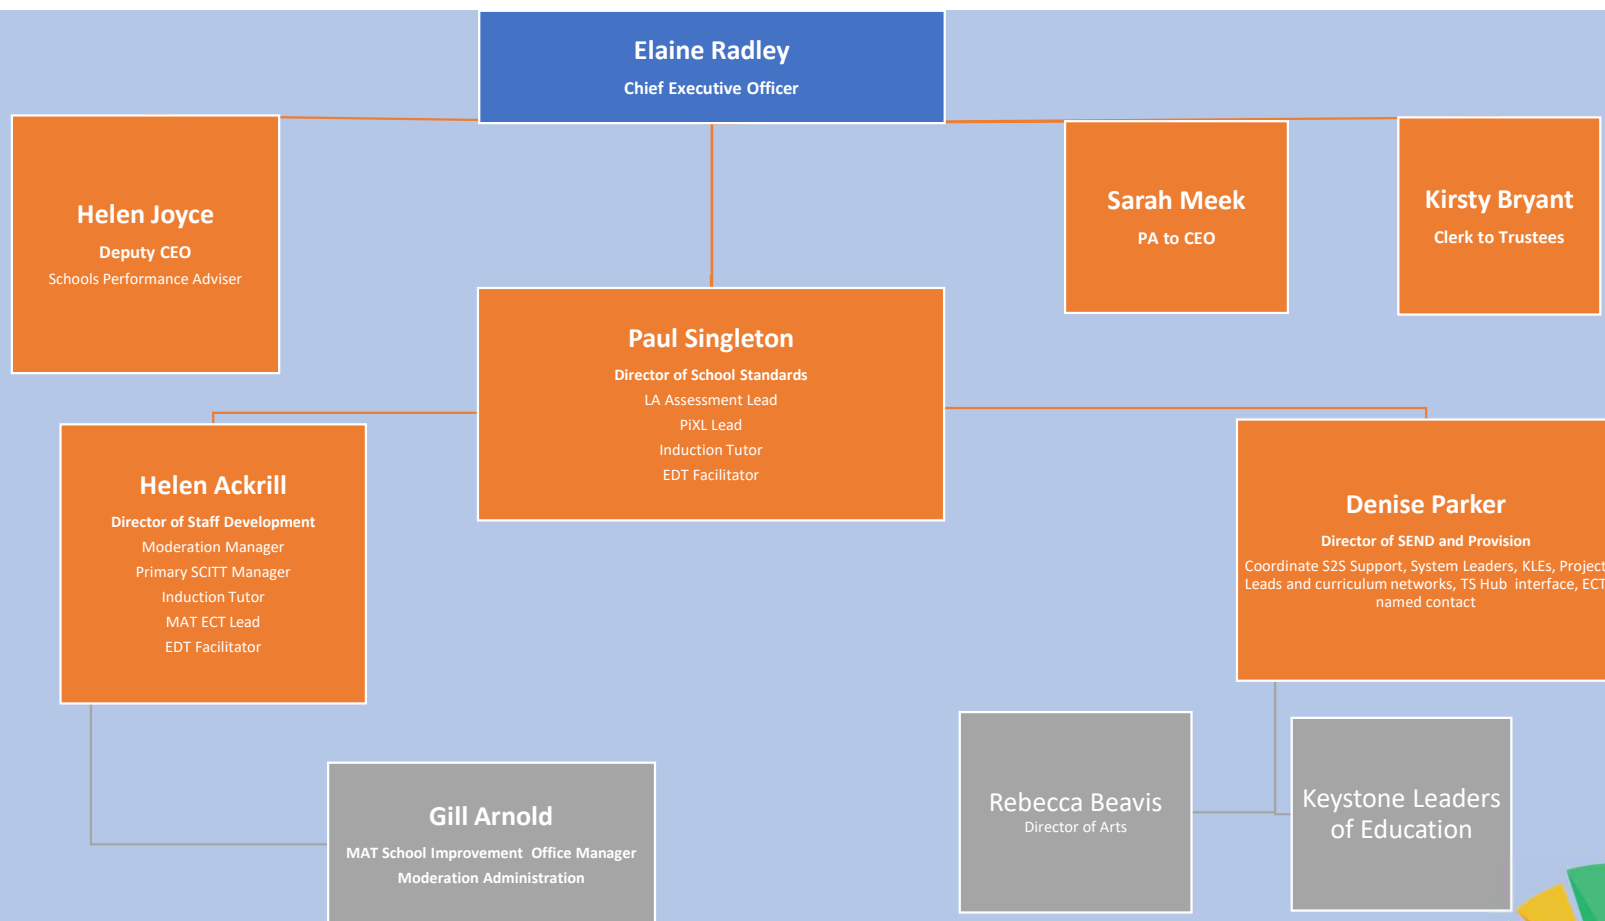 Elaine Radley
Chief Executive Officer
Helen Joyce
Deputy CEO
Schools Performance Adviser
Sarah Meek
PA to CEO
Kirsty Bryant
Clerk to Trustees
Paul Singleton
Director of School Standards
LA Assessment Lead
PiXL Lead
Induction Tutor
EDT Facilitator
Helen Ackrill
Director of Staff Development
Moderation Manager
Primary SCITT Manager
Induction Tutor
MAT ECT Lead
EDT Facilitator
Denise Parker
Director of SEND and Provision
Coordinate S2S Support, System Leaders, KLEs, Project
Leads and curriculum networks, TS Hub interface, ECT
named contact
Gill Arnold
MAT School Improvement Office Manager
Moderation Administration
Rebecca Beavis
Director of Arts
Keystone Leaders
of Education